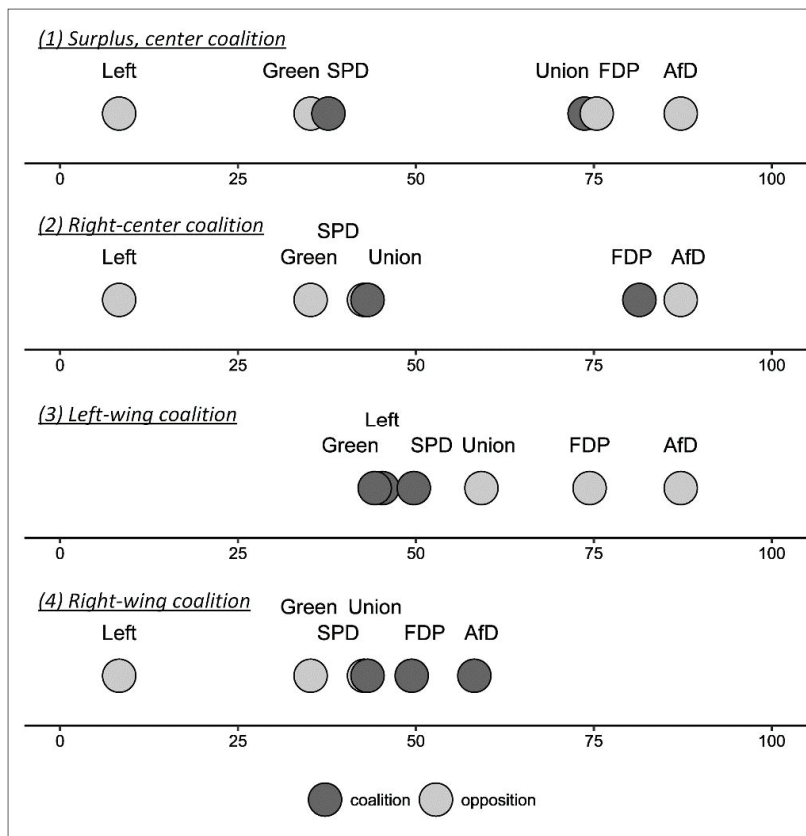 (1) Surplus, center coalition
Left Green SPD Union FDP AfD
0 25 50 75 100
(2) Right-center coalition
SPD
Left Green Union FDP AfD
0 25 50 75 100
(3) Left-wing coalition
Left
Green SPD Union FDP AfD
0 25 50 75 100
(4) Right-wing coalition
Green Union
Left SPD FDP AfD
0 25 50 75 100
coalition opposition